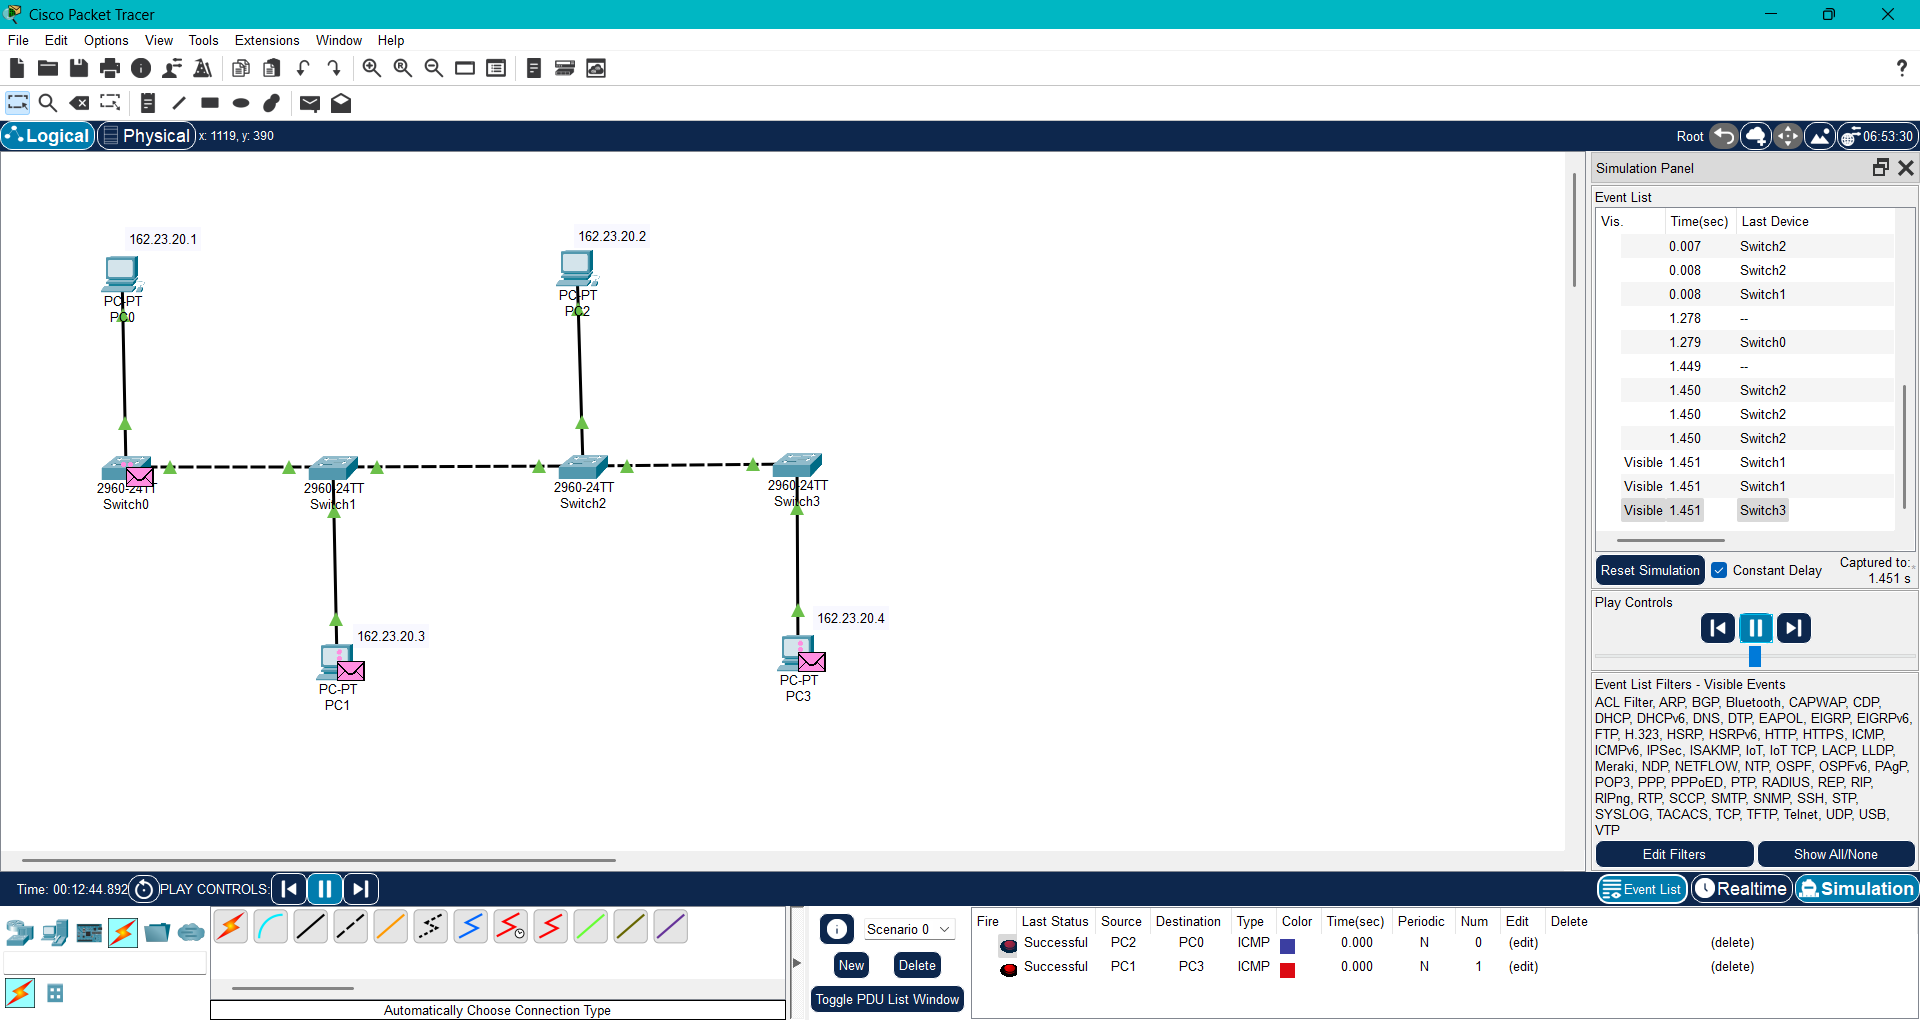 Cisco Packet Tracer
File Edit Options View Tools Extensions Window Help
?
Logical Physical x: 1119, y: 390 Root 06:53:30
162.23.20.1
PC-PT
PC0
162.23.20.2
PC-PT
PC2
2960-24TT
Switch0
2960-24TT
Switch1
2960-24TT
Switch2
2960-24TT
Switch3
162.23.20.3
PC-PT
PC1
162.23.20.4
PC-PT
PC3
Simulation Panel
Event List
Vis. Time(sec) Last Device
0.007 Switch2
0.008 Switch2
0.008 Switch1
1.278 --
1.279 Switch0
1.449 --
1.450 Switch2
1.450 Switch2
1.450 Switch2
Visible 1.451 Switch1
Visible 1.451 Switch1
Visible 1.451 Switch3
Reset Simulation Constant Delay Captured to:
1.451 s
Play Controls
Event List Filters - Visible Events
ACL Filter, ARP, BGP, Bluetooth, CAPWAP, CDP,
DHCP, DHCPv6, DNS, DTP, EAPOL, EIGRP, EIGRPv6,
FTP, H.323, HSRP, HSRPv6, HTTP, HTTPS, ICMP,
ICMPv6, IPSec, ISAKMP, IoT, IoT TCP, LACP, LLDP,
Meraki, NDP, NETFLOW, NTP, OSPF, OSPFv6, PAgP,
POP3, PPP, PPPoED, PTP, RADIUS, REP, RIP,
RIPng, RTP, SCCP, SMTP, SNMP, SSH, STP,
SYSLOG, TACACS, TCP, TFTP, Telnet, UDP, USB,
VTP
Edit Filters Show All/None
Time: 00:12:44.892 PLAY CONTROLS: Event List Realtime Simulation
Scenario 0
New Delete
Toggle PDU List Window
Automatically Choose Connection Type
Fire Last Status Source Destination Type Color Time(sec) Periodic Num Edit Delete
Successful PC2 PC0 ICMP 0.000 N 0 (edit) (delete)
Successful PC1 PC3 ICMP 0.000 N 1 (edit) (delete)